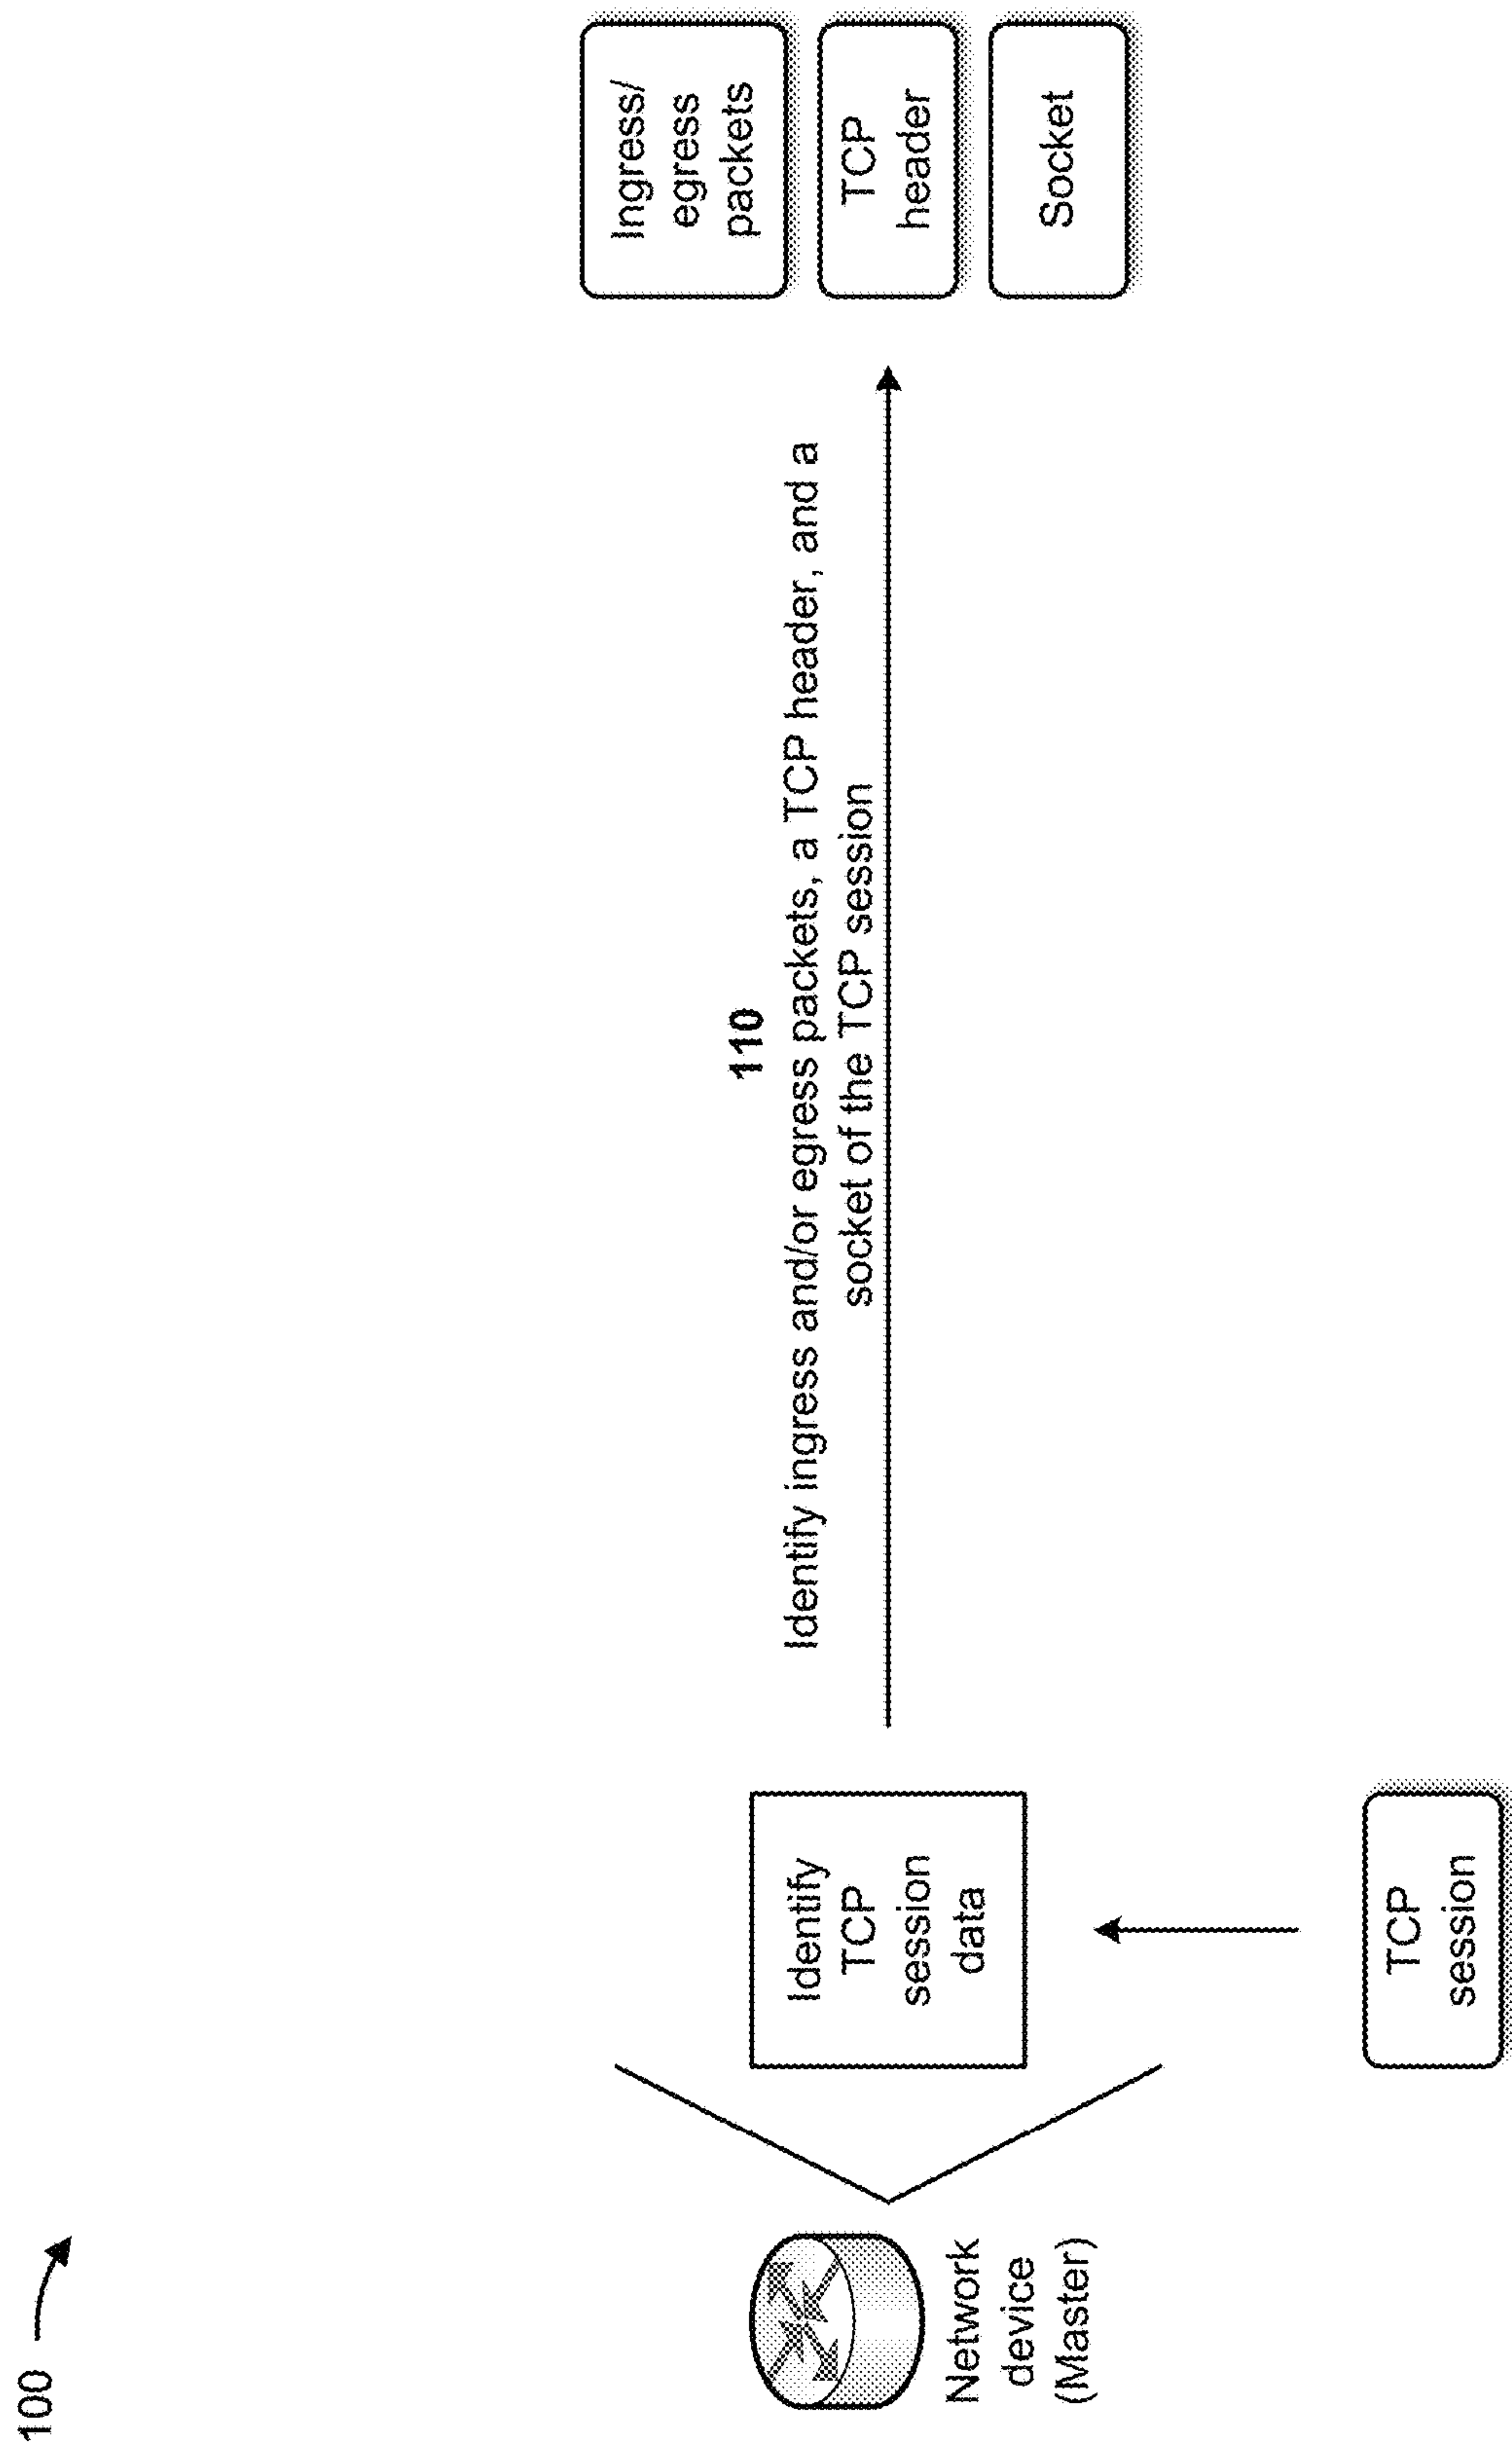 100
Network
device
(Master)
Identify
TCP
session
data
TCP
session
110
Identify ingress and/or egress packets, a TCP header, and a
socket of the TCP session
Ingress/
egress
packets
TCP
header
Socket